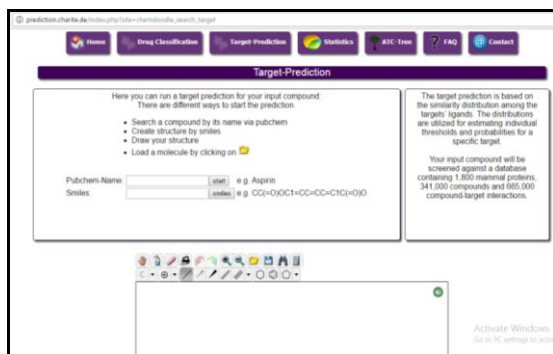 prediction.charite.de/index.php?site=chemdoodle_search_target
Home Drug Classification Target-Prediction Statistics ATC-Tree FAQ Contact
Target-Prediction
Here you can run a target prediction for your input compound:
There are different ways to start the prediction.
• Search a compound by its name via pubchem
• Create structure by smiles
• Draw your structure
• Load a molecule by clicking on
Pubchem-Name: start e.g. Aspirin
Smiles: smiles e.g. CC(=O)OC1=CC=CC=C1C(=O)O
The target prediction is based on
the similarity distribution among the
targets' ligands. The distributions
are utilized for estimating individual
thresholds and probabilities for a
specific target.
Your input compound will be
screened against a database
containing 1,800 mammal proteins,
341,000 compounds and 665,000
compound-target interactions.
Activate Windows
Go to PC settings to activ